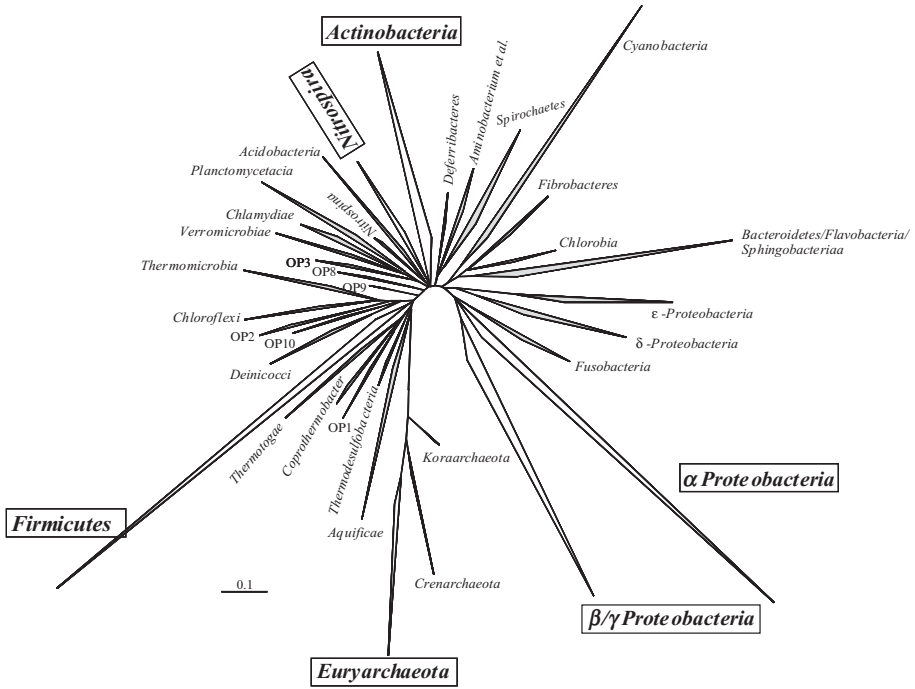 Actinobacteria
Cyanobacteria
Nitrospira
Deferribacteres
Aminobacterium et al.
Spirochaetes
Acidobacteria
Planctomycetacia
Fibrobacteres
Nitrospina
Chlamydiae
Verromicrobiae
Chlorobia
Bacteroidetes/Flavobacteria/
Sphingobacteriaa
Thermomicrobia
OP3
OP8
OP9
Chloroflexi
ε -Proteobacteria
OP2
OP10
δ -Proteobacteria
Deinicocci
Fusobacteria
Thermotogae
Coprothermobacter
OP1
Thermodesulfobacteria
Koraarchaeota
α Proteobacteria
Firmicutes
Aquificae
Crenarchaeota
0.1
β/γ Proteobacteria
Euryarchaeota